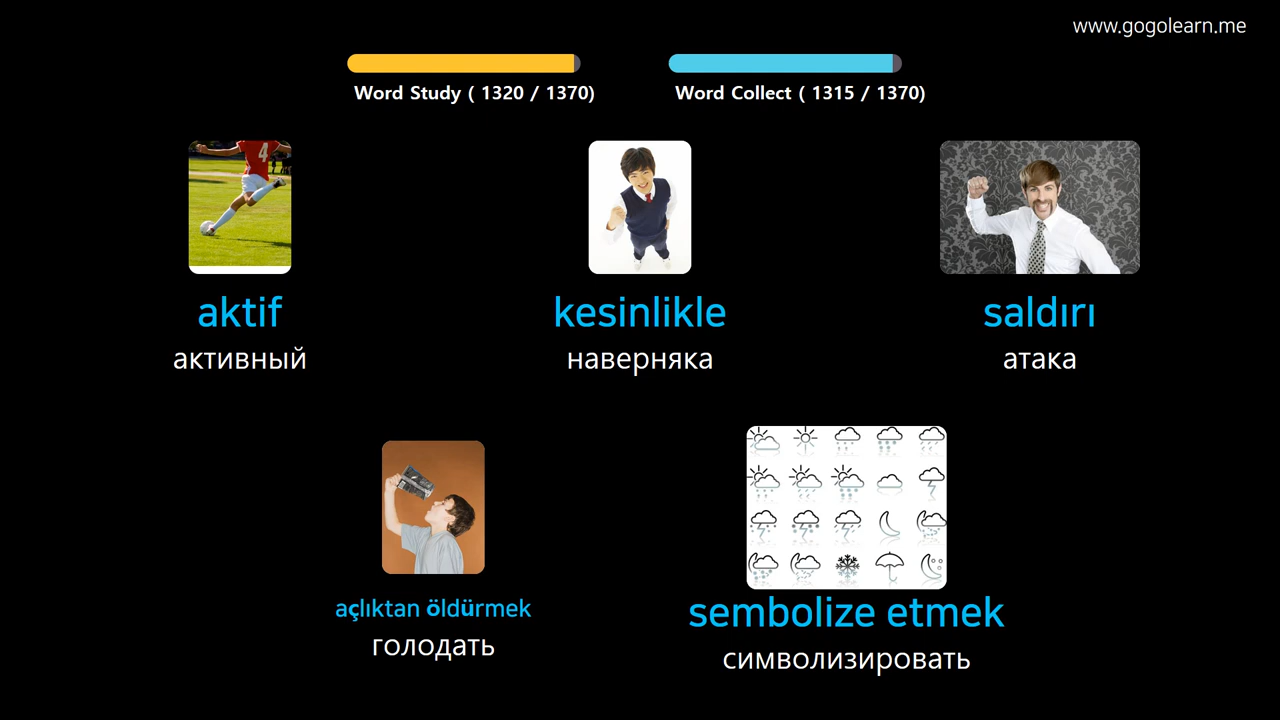 www.gogolearn.me
Word Study ( 1320 / 1370)
Word Collect ( 1315 / 1370)
4
aktif
активный
kesinlikle
наверняка
saldırı
атака
açlıktan öldürmek
голодать
sembolize etmek
символизировать